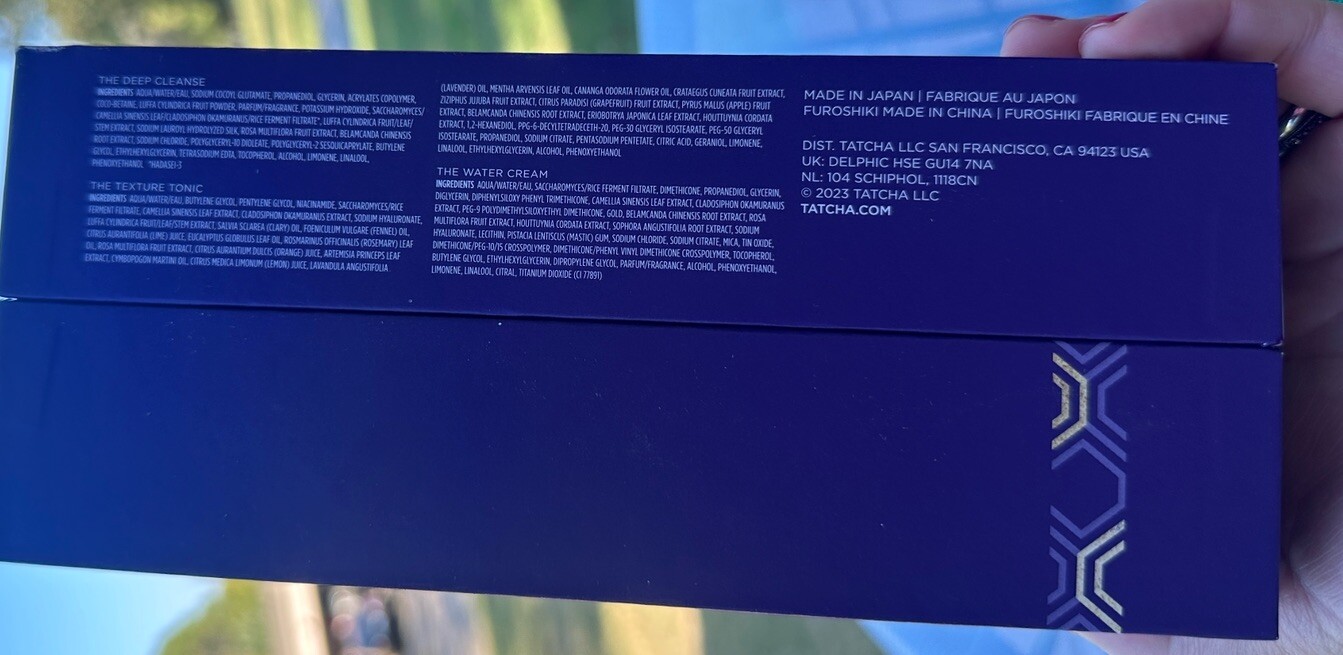 THE DEEP CLEANSE
INGREDIENTS AQUA/WATER/EAU, SODIUM COCOYL GLUTAMATE, PROPANEDIOL, GLYCERIN, ACRYLATES COPOLYMER,
COCO-BETAINE, LUFFA CYLINDRICA FRUIT POWDER, PARFUM/FRAGRANCE, POTASSIUM HYDROXIDE, SACCHAROMYCES/
CAMELLIA SINENSIS LEAF/CLADOSIPHON OKAMURANUS/RICE FERMENT FILTRATE*, LUFFA CYLINDRICA FRUIT/LEAF/
STEM EXTRACT, SODIUM LAUROYL HYDROLYZED SILK, ROSA MULTIFLORA FRUIT EXTRACT, BELAMCANDA CHINENSIS
ROOT EXTRACT, SODIUM CHLORIDE, POLYGLYCERYL-10 DIOLEATE, POLYGLYCERYL-2 SESQUICAPRYLATE, BUTYLENE
GLYCOL, ETHYLHEXYLGLYCERIN, TETRASODIUM EDTA, TOCOPHEROL, ALCOHOL, LIMONENE, LINALOOL,
PHENOXYETHANOL *HADASEI-3
THE TEXTURE TONIC
INGREDIENTS AQUA/WATER/EAU, BUTYLENE GLYCOL, PENTYLENE GLYCOL, NIACINAMIDE, SACCHAROMYCES/RICE
FERMENT FILTRATE, CAMELLIA SINENSIS LEAF EXTRACT, CLADOSIPHON OKAMURANUS EXTRACT, SODIUM HYALURONATE,
LUFFA CYLINDRICA FRUIT/LEAF/STEM EXTRACT, SALVIA SCLAREA (CLARY) OIL, FOENICULUM VULGARE (FENNEL) OIL,
CITRUS AURANTIFOLIA (LIME) JUICE, EUCALYPTUS GLOBULUS LEAF OIL, ROSMARINUS OFFICINALIS (ROSEMARY) LEAF
OIL, ROSA MULTIFLORA FRUIT EXTRACT, CITRUS AURANTIUM DULCIS (ORANGE) JUICE, ARTEMISIA PRINCEPS LEAF
EXTRACT, CYMBOPOGON MARTINI OIL, CITRUS MEDICA LIMONUM (LEMON) JUICE, LAVANDULA ANGUSTIFOLIA
(LAVENDER) OIL, MENTHA ARVENSIS LEAF OIL, CANANGA ODORATA FLOWER OIL, CRATAEGUS CUNEATA FRUIT EXTRACT,
ZIZIPHUS JUJUBA FRUIT EXTRACT, CITRUS PARADISI (GRAPEFRUIT) FRUIT EXTRACT, PYRUS MALUS (APPLE) FRUIT
EXTRACT, BELAMCANDA CHINENSIS ROOT EXTRACT, ERIOBOTRYA JAPONICA LEAF EXTRACT, HOUTTUYNIA CORDATA
EXTRACT, 1,2-HEXANEDIOL, PPG-6-DECYLTETRADECETH-20, PEG-30 GLYCERYL ISOSTEARATE, PEG-50 GLYCERYL
ISOSTEARATE, PROPANEDIOL, SODIUM CITRATE, PENTASODIUM PENTETATE, CITRIC ACID, GERANIOL, LIMONENE,
LINALOOL, ETHYLHEXYLGLYCERIN, ALCOHOL, PHENOXYETHANOL
THE WATER CREAM
INGREDIENTS AQUA/WATER/EAU, SACCHAROMYCES/RICE FERMENT FILTRATE, DIMETHICONE, PROPANEDIOL, GLYCERIN,
DIGLYCERIN, DIPHENYLSILOXY PHENYL TRIMETHICONE, CAMELLIA SINENSIS LEAF EXTRACT, CLADOSIPHON OKAMURANUS
EXTRACT, PEG-9 POLYDIMETHYLSILOXYETHYL DIMETHICONE, GOLD, BELAMCANDA CHINENSIS ROOT EXTRACT, ROSA
MULTIFLORA FRUIT EXTRACT, HOUTTUYNIA CORDATA EXTRACT, SOPHORA ANGUSTIFOLIA ROOT EXTRACT, SODIUM
HYALURONATE, LECITHIN, PISTACIA LENTISCUS (MASTIC) GUM, SODIUM CHLORIDE, SODIUM CITRATE, MICA, TIN OXIDE,
DIMETHICONE/PEG-10/15 CROSSPOLYMER, DIMETHICONE/PHENYL VINYL DIMETHICONE CROSSPOLYMER, TOCOPHEROL,
BUTYLENE GLYCOL, ETHYLHEXYLGLYCERIN, DIPROPYLENE GLYCOL, PARFUM/FRAGRANCE, ALCOHOL, PHENOXYETHANOL,
LIMONENE, LINALOOL, CITRAL, TITANIUM DIOXIDE (CI 77891)
MADE IN JAPAN | FABRIQUE AU JAPON
FUROSHIKI MADE IN CHINA | FUROSHIKI FABRIQUE EN CHINE
DIST. TATCHA LLC SAN FRANCISCO, CA 94123 USA
UK: DELPHIC HSE GU14 7NA
NL: 104 SCHIPHOL, 1118CN
© 2023 TATCHA LLC
TATCHA.COM